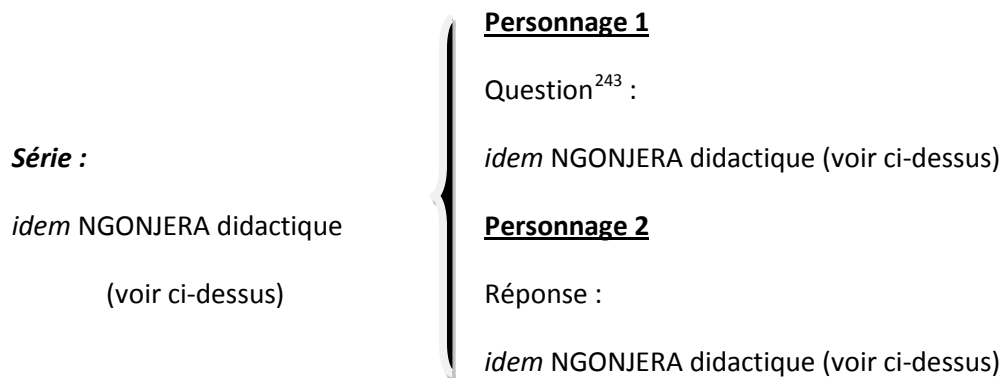 Personnage 1
Question243 :
Série :
idem NGONJERA didactique (voir ci-dessus)
idem NGONJERA didactique
Personnage 2
(voir ci-dessus)
Réponse :
idem NGONJERA didactique (voir ci-dessus)